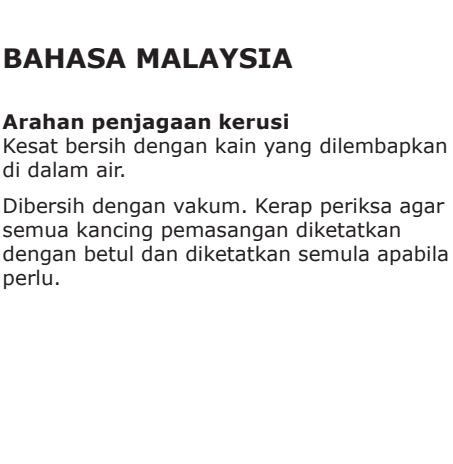 BAHASA MALAYSIA
Arahan penjagaan kerusi
Kesat bersih dengan kain yang dilembapkan
di dalam air.
Dibersih dengan vakum. Kerap periksa agar
semua kancing pemasangan diketatkan
dengan betul dan diketatkan semula apabila
perlu.